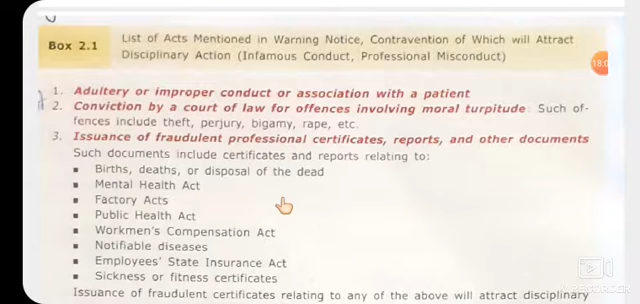 Box 2.1
List of Acts Mentioned in Warning Notice, Contravention of Which will Attract
Disciplinary Action (Infamous Conduct, Professional Misconduct)
18:0
1. Adultery or improper conduct or association with a patient
2. Conviction by a court of law for offences involving moral turpitude: Such of-
fences include theft, perjury, bigamy, rape, etc.
3. Issuance of fraudulent professional certificates, reports, and other documents
Such documents include certificates and reports relating to:
▪ Births, deaths, or disposal of the dead
▪ Mental Health Act
▪ Factory Acts
▪ Public Health Act
▪ Workmen's Compensation Act
▪ Notifiable diseases
▪ Employees' State Insurance Act
▪ Sickness or fitness certificates
Issuance of fraudulent certificates relating to any of the above will attract disciplinary
RECORDER